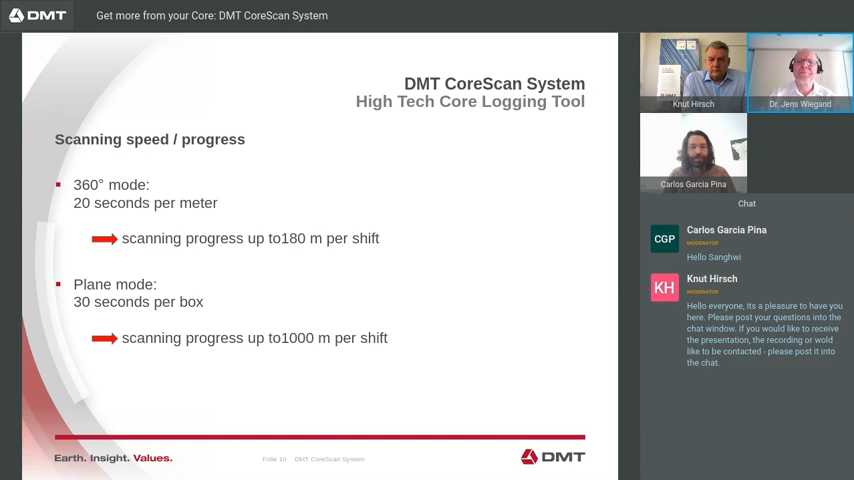 DMT
Get more from your Core: DMT CoreScan System
DMT CoreScan System
High Tech Core Logging Tool
Scanning speed / progress
360° mode:
20 seconds per meter
scanning progress up to180 m per shift
Plane mode:
30 seconds per box
scanning progress up to1000 m per shift
Earth. Insight. Values.
Folie 10 DMT CoreScan System
DMT
Knut Hirsch
Dr. Jens Wiegand
Carlos Garcia Pina
Chat
CGP
Carlos Garcia Pina
MODERATOR
Hello Sanghwi
KH
Knut Hirsch
MODERATOR
Hello everyone, its a pleasure to have you
here. Please post your questions into the
chat window. If you would like to receive
the presentation, the recording or wold
like to be contacted - please post it into
the chat.